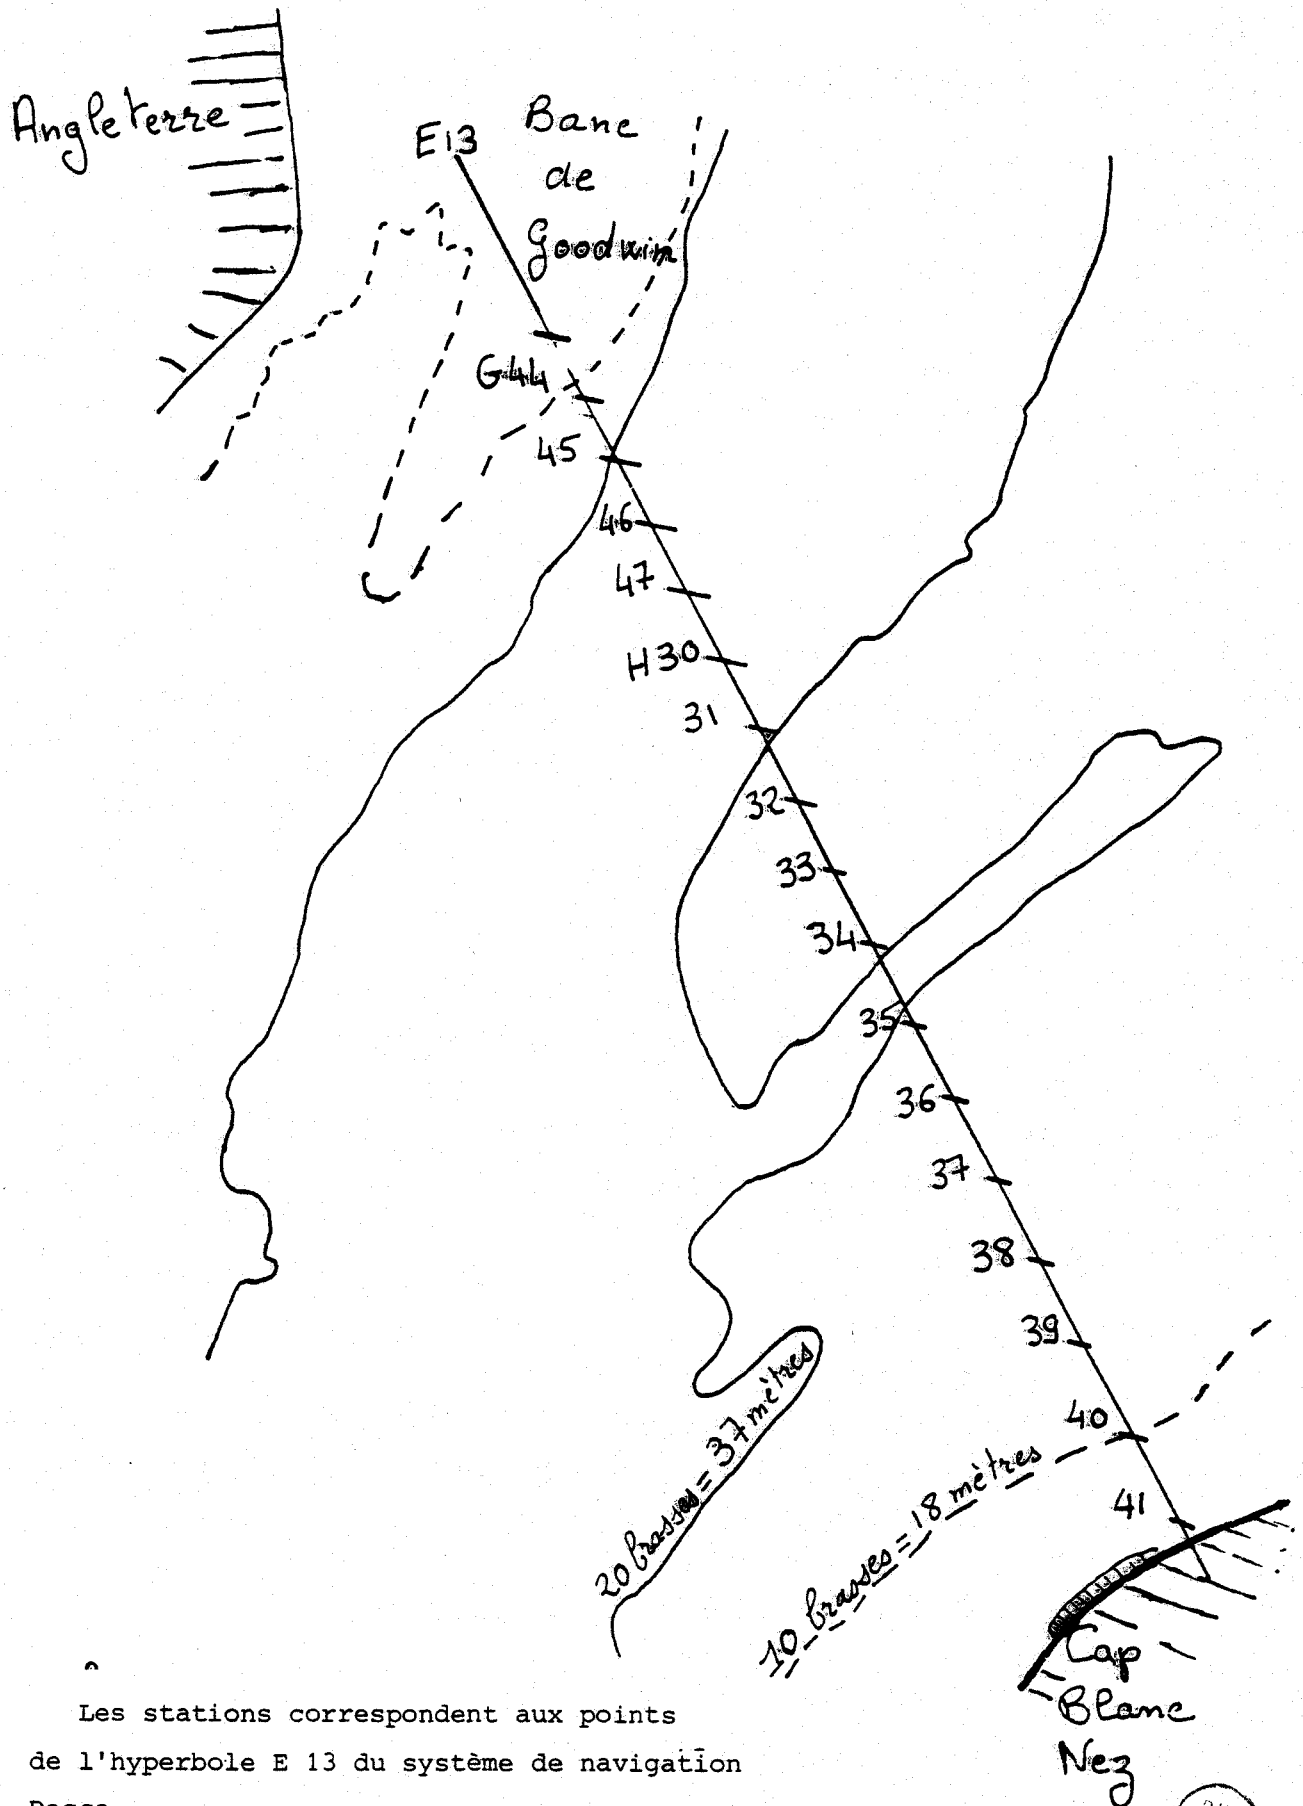 Angleterre
E13
Banc
de
Goodwin
G44
45
46
47
H30
31
32
33
34
35
36
37
38
39
40
41
20 brasses = 37 mètres
10 brasses = 18 mètres
Cap
Blanc
Nez
Les stations correspondent aux points
de l'hyperbole E 13 du système de navigation